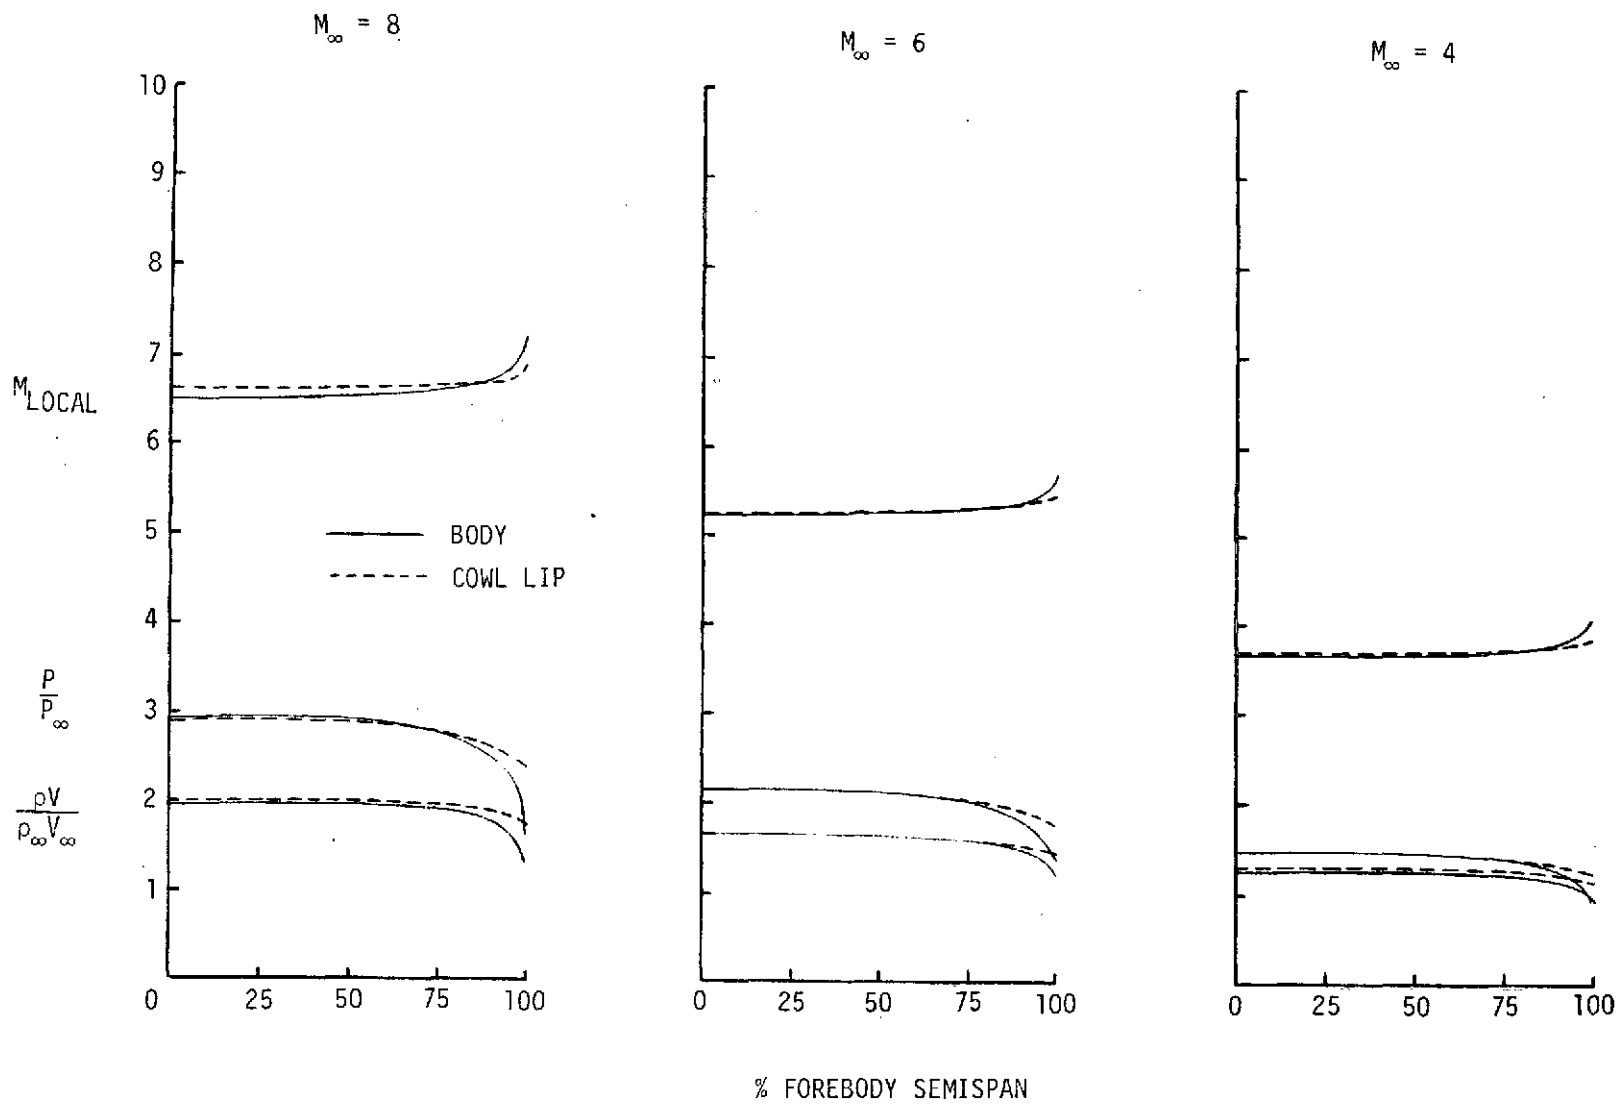 M∞ = 8
M∞ = 6
M∞ = 4
10
9
8
7
6
5
4
3
2
1
M LOCAL
P
P∞
ρV
ρ∞V∞
BODY
COWL LIP
0 25 50 75 100
0 25 50 75 100
0 25 50 75 100
% FOREBODY SEMISPAN